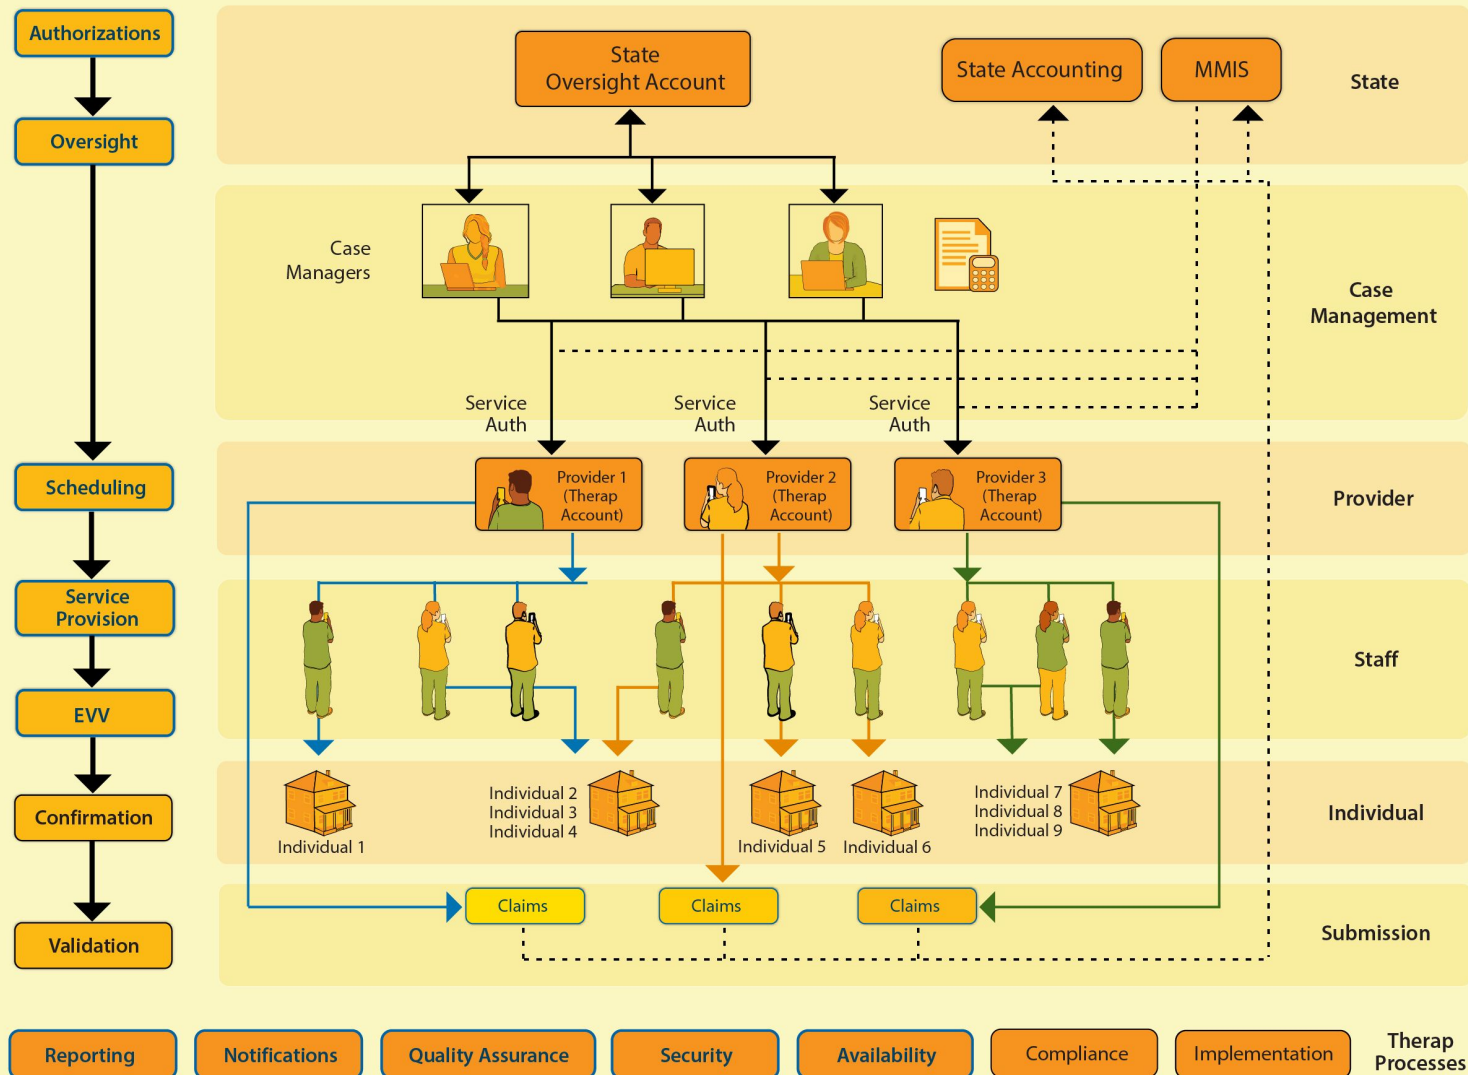 Authorizations
Oversight
Scheduling
Service
Provision
EVV
Confirmation
Validation
State
Oversight Account
State Accounting
MMIS
State
Case
Managers
Case
Management
Service
Auth
Service
Auth
Service
Auth
Provider 1
(Therap
Account)
Provider 2
(Therap
Account)
Provider 3
(Therap
Account)
Provider
Staff
Individual 1
Individual 2
Individual 3
Individual 4
Individual 5
Individual 6
Individual 7
Individual 8
Individual 9
Individual
Claims
Claims
Claims
Submission
Reporting
Notifications
Quality Assurance
Security
Availability
Compliance
Implementation
Therap
Processes